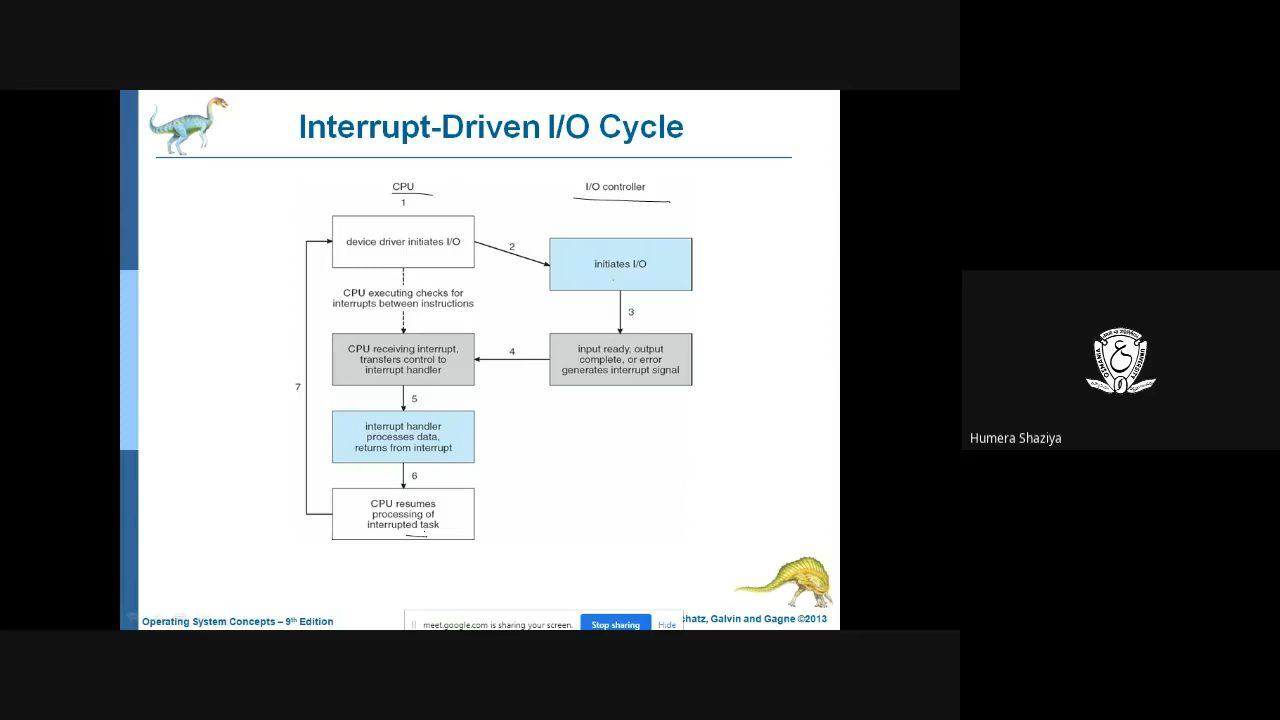 Interrupt-Driven I/O Cycle
CPU
I/O controller
1
device driver initiates I/O
2
initiates I/O
CPU executing checks for
interrupts between instructions
3
CPU receiving interrupt,
transfers control to
interrupt handler
4
input ready, output
complete, or error
generates interrupt signal
7
5
interrupt handler
processes data,
returns from interrupt
6
CPU resumes
processing of
interrupted task
Operating System Concepts – 9th Edition
meet.google.com is sharing your screen.
Stop sharing
Hide
chatz, Galvin and Gagne ©2013
Humera Shaziya